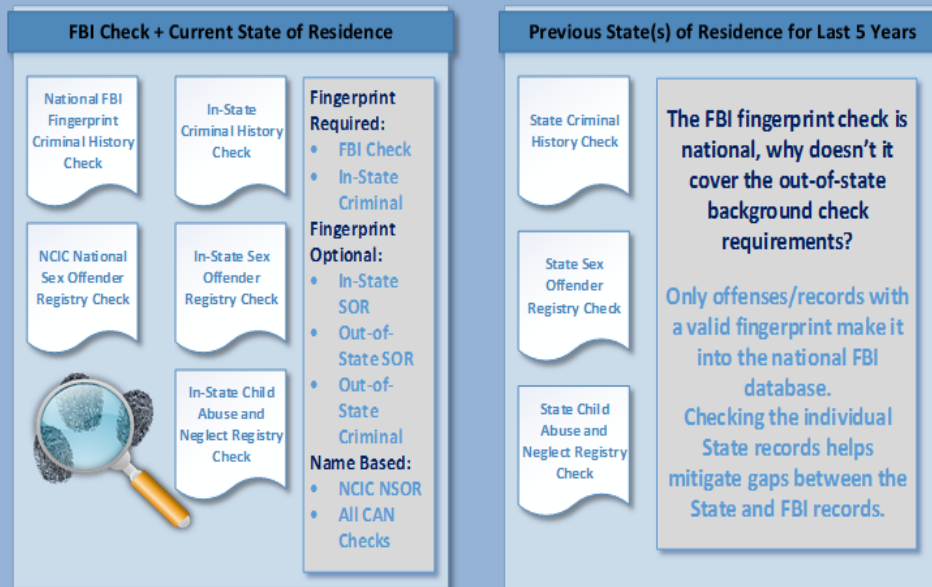 FBI Check + Current State of Residence
National FBI
Fingerprint
Criminal History
Check
In-State
Criminal History
Check
NCIC National
Sex Offender
Registry Check
In-State Sex
Offender
Registry Check
In-State Child
Abuse and
Neglect Registry
Check
Fingerprint
Required:
• FBI Check
• In-State
Criminal
Fingerprint
Optional:
• In-State
SOR
• Out-of-
State SOR
• Out-of-
State
Criminal
Name Based:
• NCIC NSOR
• All CAN
Checks
Previous State(s) of Residence for Last 5 Years
State Criminal
History Check
State Sex
Offender
Registry Check
State Child
Abuse and
Neglect Registry
Check
The FBI fingerprint check is
national, why doesn't it
cover the out-of-state
background check
requirements?
Only offenses/records with
a valid fingerprint make it
into the national FBI
database.
Checking the individual
State records helps
mitigate gaps between the
State and FBI records.